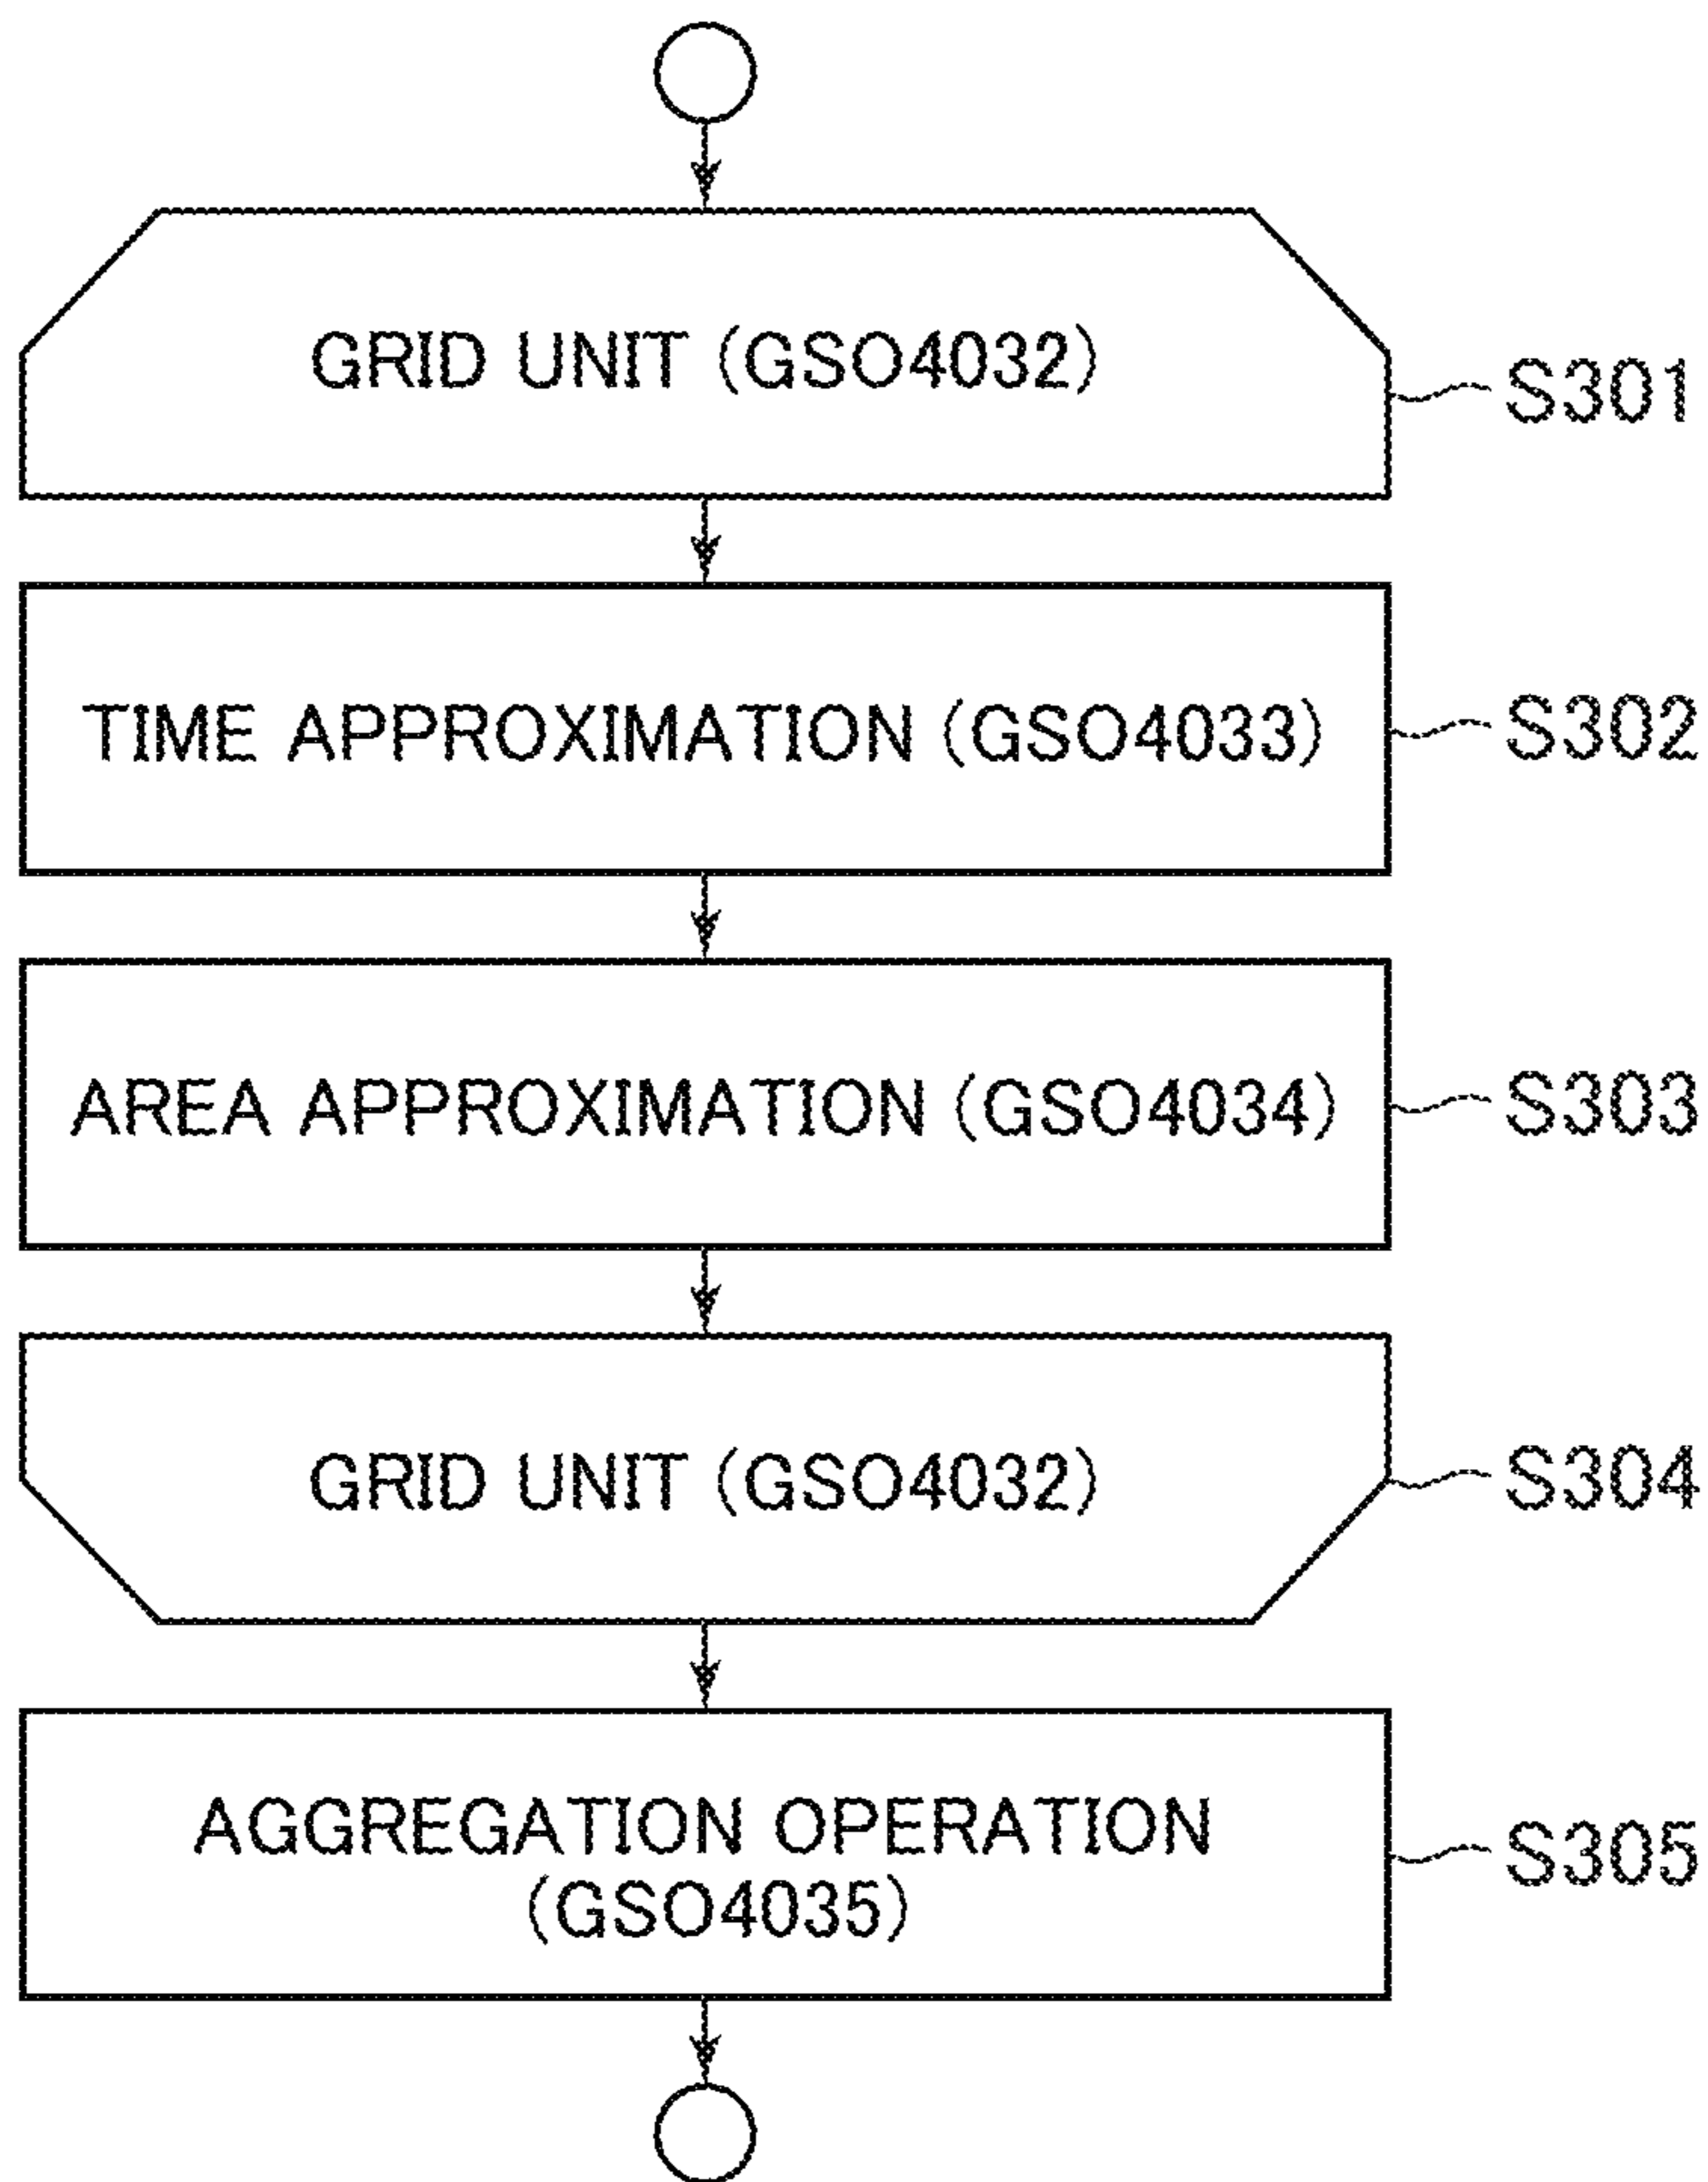 GRID UNIT (GSO4032)
S301
TIME APPROXIMATION (GSO4033)
S302
AREA APPROXIMATION (GSO4034)
S303
GRID UNIT (GSO4032)
S304
AGGREGATION OPERATION
(GSO4035)
S305